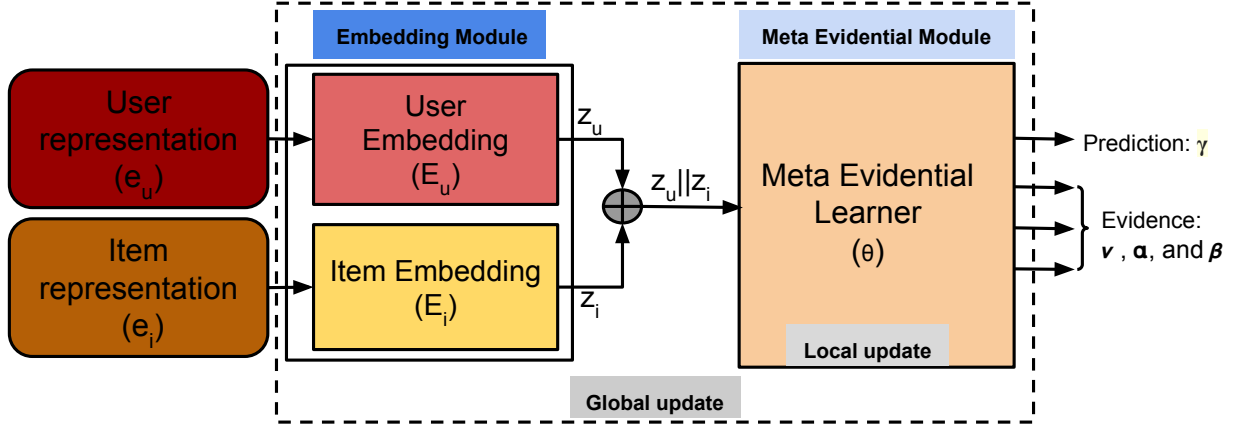 Embedding Module
Meta Evidential Module
User
representation
(e_u)
User
Embedding
(E_u)
z_u
Item
representation
(e_i)
Item Embedding
(E_i)
z_i
z_u||z_i
Meta Evidential
Learner
(θ)
Local update
Global update
Prediction: γ
Evidence:
ν , α, and β